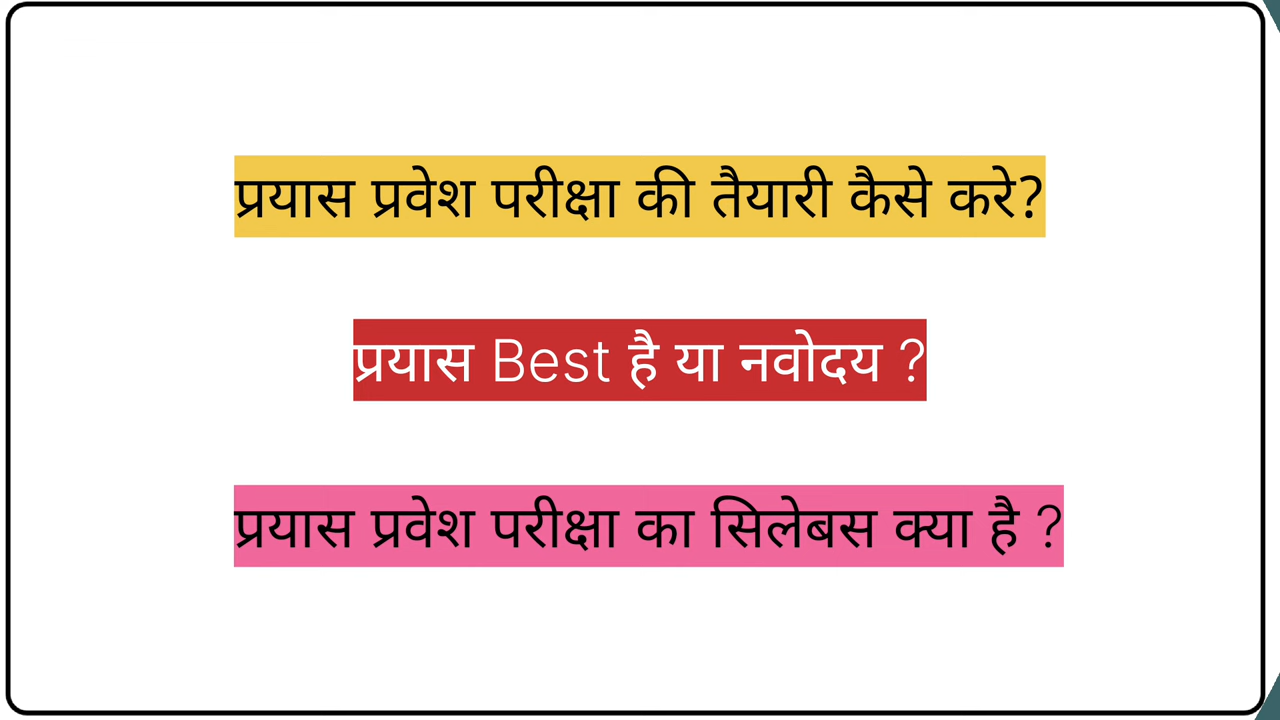 प्रयास प्रवेश परीक्षा की तैयारी कैसे करे?
प्रयास Best है या नवोदय ?
प्रयास प्रवेश परीक्षा का सिलेबस क्या है ?